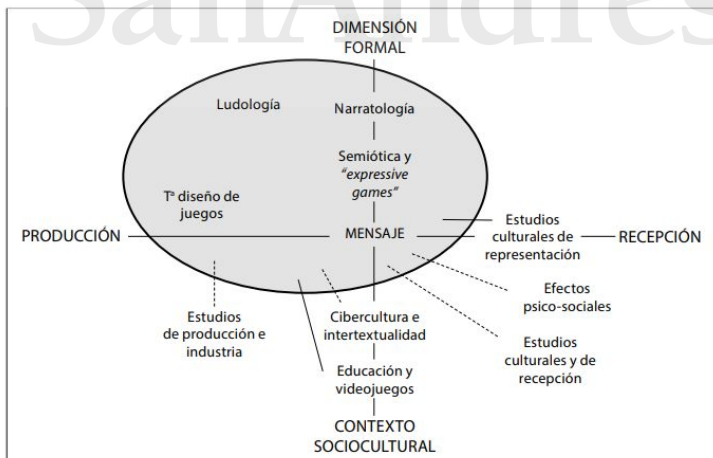 SanAndres
DIMENSIÓN
FORMAL
Ludología
Narratología
Semiótica y
"expressive
games"
Tª diseño de
juegos
PRODUCCIÓN
MENSAJE
Estudios
culturales de
representación
RECEPCIÓN
Efectos
psico-sociales
Estudios
de producción e
industria
Cibercultura e
intertextualidad
Estudios
culturales y de
recepción
Educación y
videojuegos
CONTEXTO
SOCIOCULTURAL